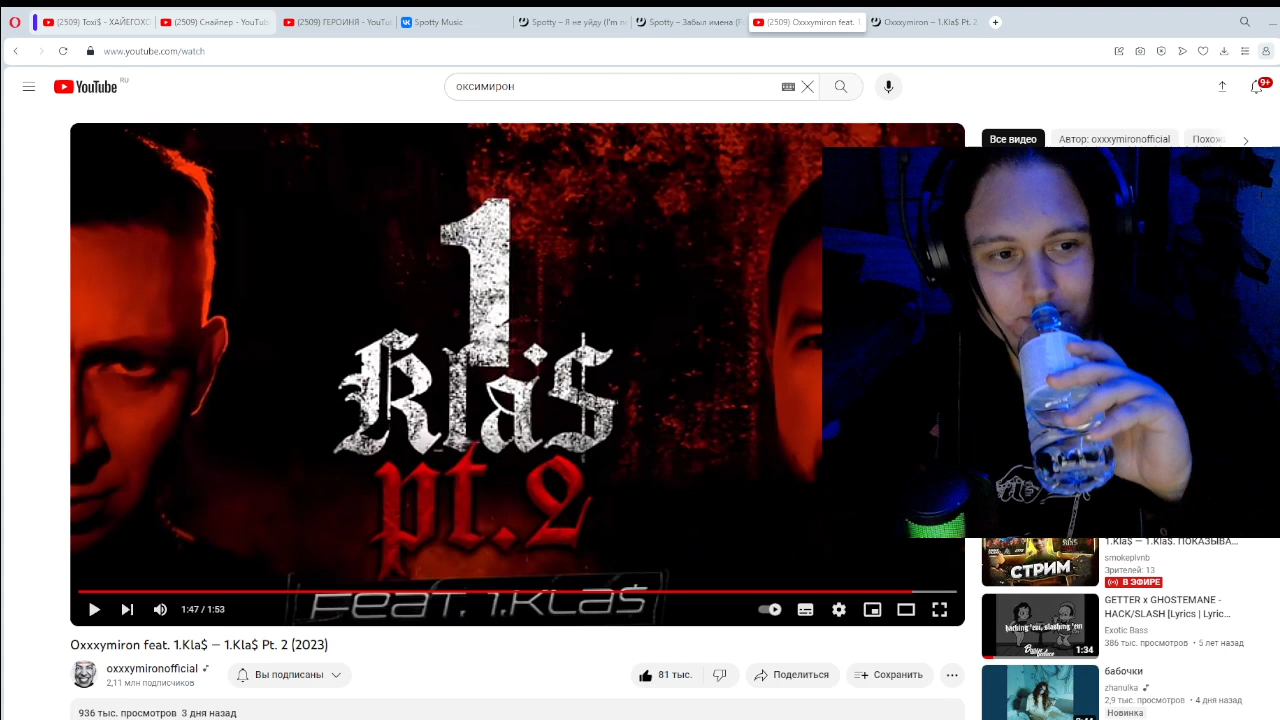 (2509) Toxi$ - ХАЙЕГОХС
(2509) Снайпер - YouTub
(2509) ГЕРОИНЯ - YouTu
Spotty Music
Spotty – Я не уйду (I'm n
Spotty – Забыл имена (F
(2509) Oxxxymiron feat. 1
Oxxxymiron – 1.Kla$ Pt. 2
www.youtube.com/watch
YouTube RU
оксимирон
9+
Все видео
Автор: oxxxymironofficial
Похож
1
Kla$
pt.2
FEAT. 1.KLA$
1:47 / 1:53
Oxxxymiron feat. 1.Kla$ – 1.Kla$ Pt. 2 (2023)
oxxxymironofficial
2,11 млн подписчиков
Вы подписаны
81 тыс.
Поделиться
Сохранить
936 тыс. просмотров 3 дня назад
СТРИМ
1.Kla$ — 1.Kla$. ПОКАЗЫВА...
smokeplvnb
Зрителей: 13
В ЭФИРЕ
hacking 'em, slashing 'em
1:34
GETTER x GHOSTEMANE -
HACK/SLASH [Lyrics | Lyric...
Exotic Bass
386 тыс. просмотров • 5 лет назад
бабочки
zhanulka
2,9 тыс. просмотров • 4 дня назад
Новинка